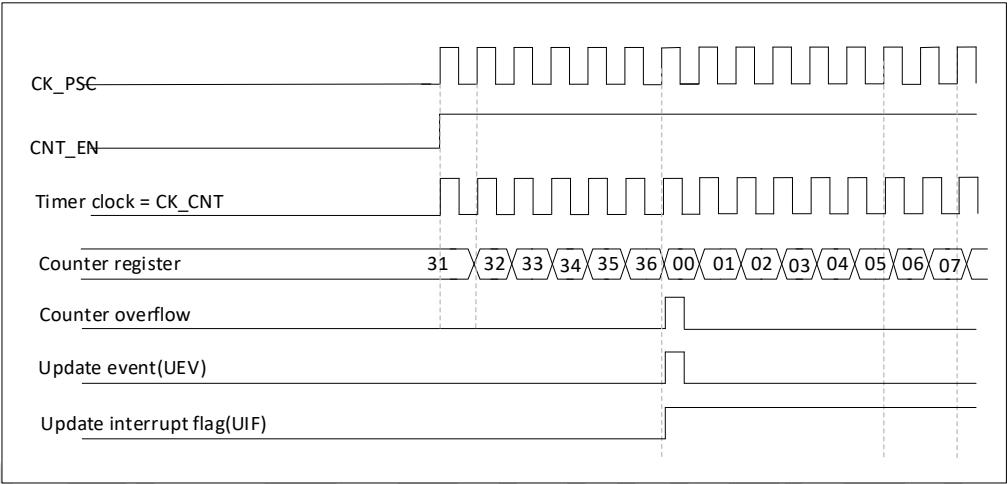 CK_PSC
CNT_EN
Timer clock = CK_CNT
Counter register 31 32 33 34 35 36 00 01 02 03 04 05 06 07
Counter overflow
Update event(UEV)
Update interrupt flag(UIF)